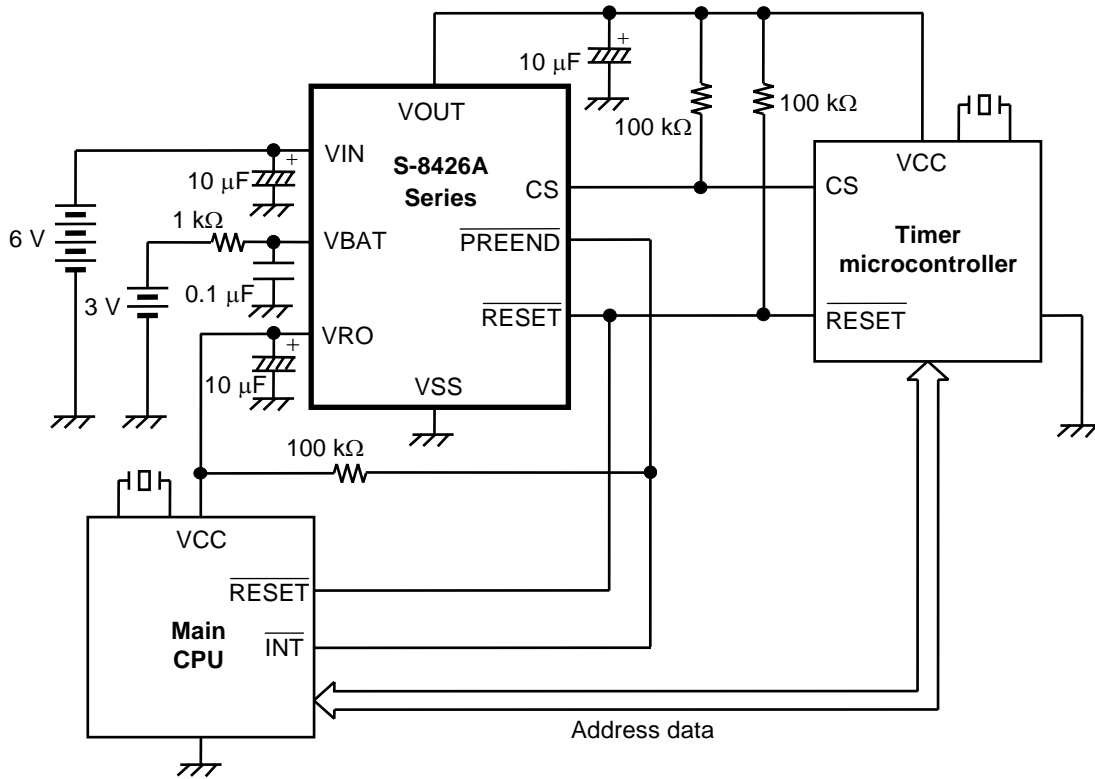 +
10 μF
VOUT
100 kΩ
100 kΩ
VIN
+
S-8426A
Series
VCC
10 μF
CS
CS
1 kΩ
6 V
VBAT
PREEND
Timer
microcontroller
0.1 μF
3 V
VRO
RESET
RESET
+
10 μF
VSS
100 kΩ
VCC
RESET
Main
CPU
INT
Address data